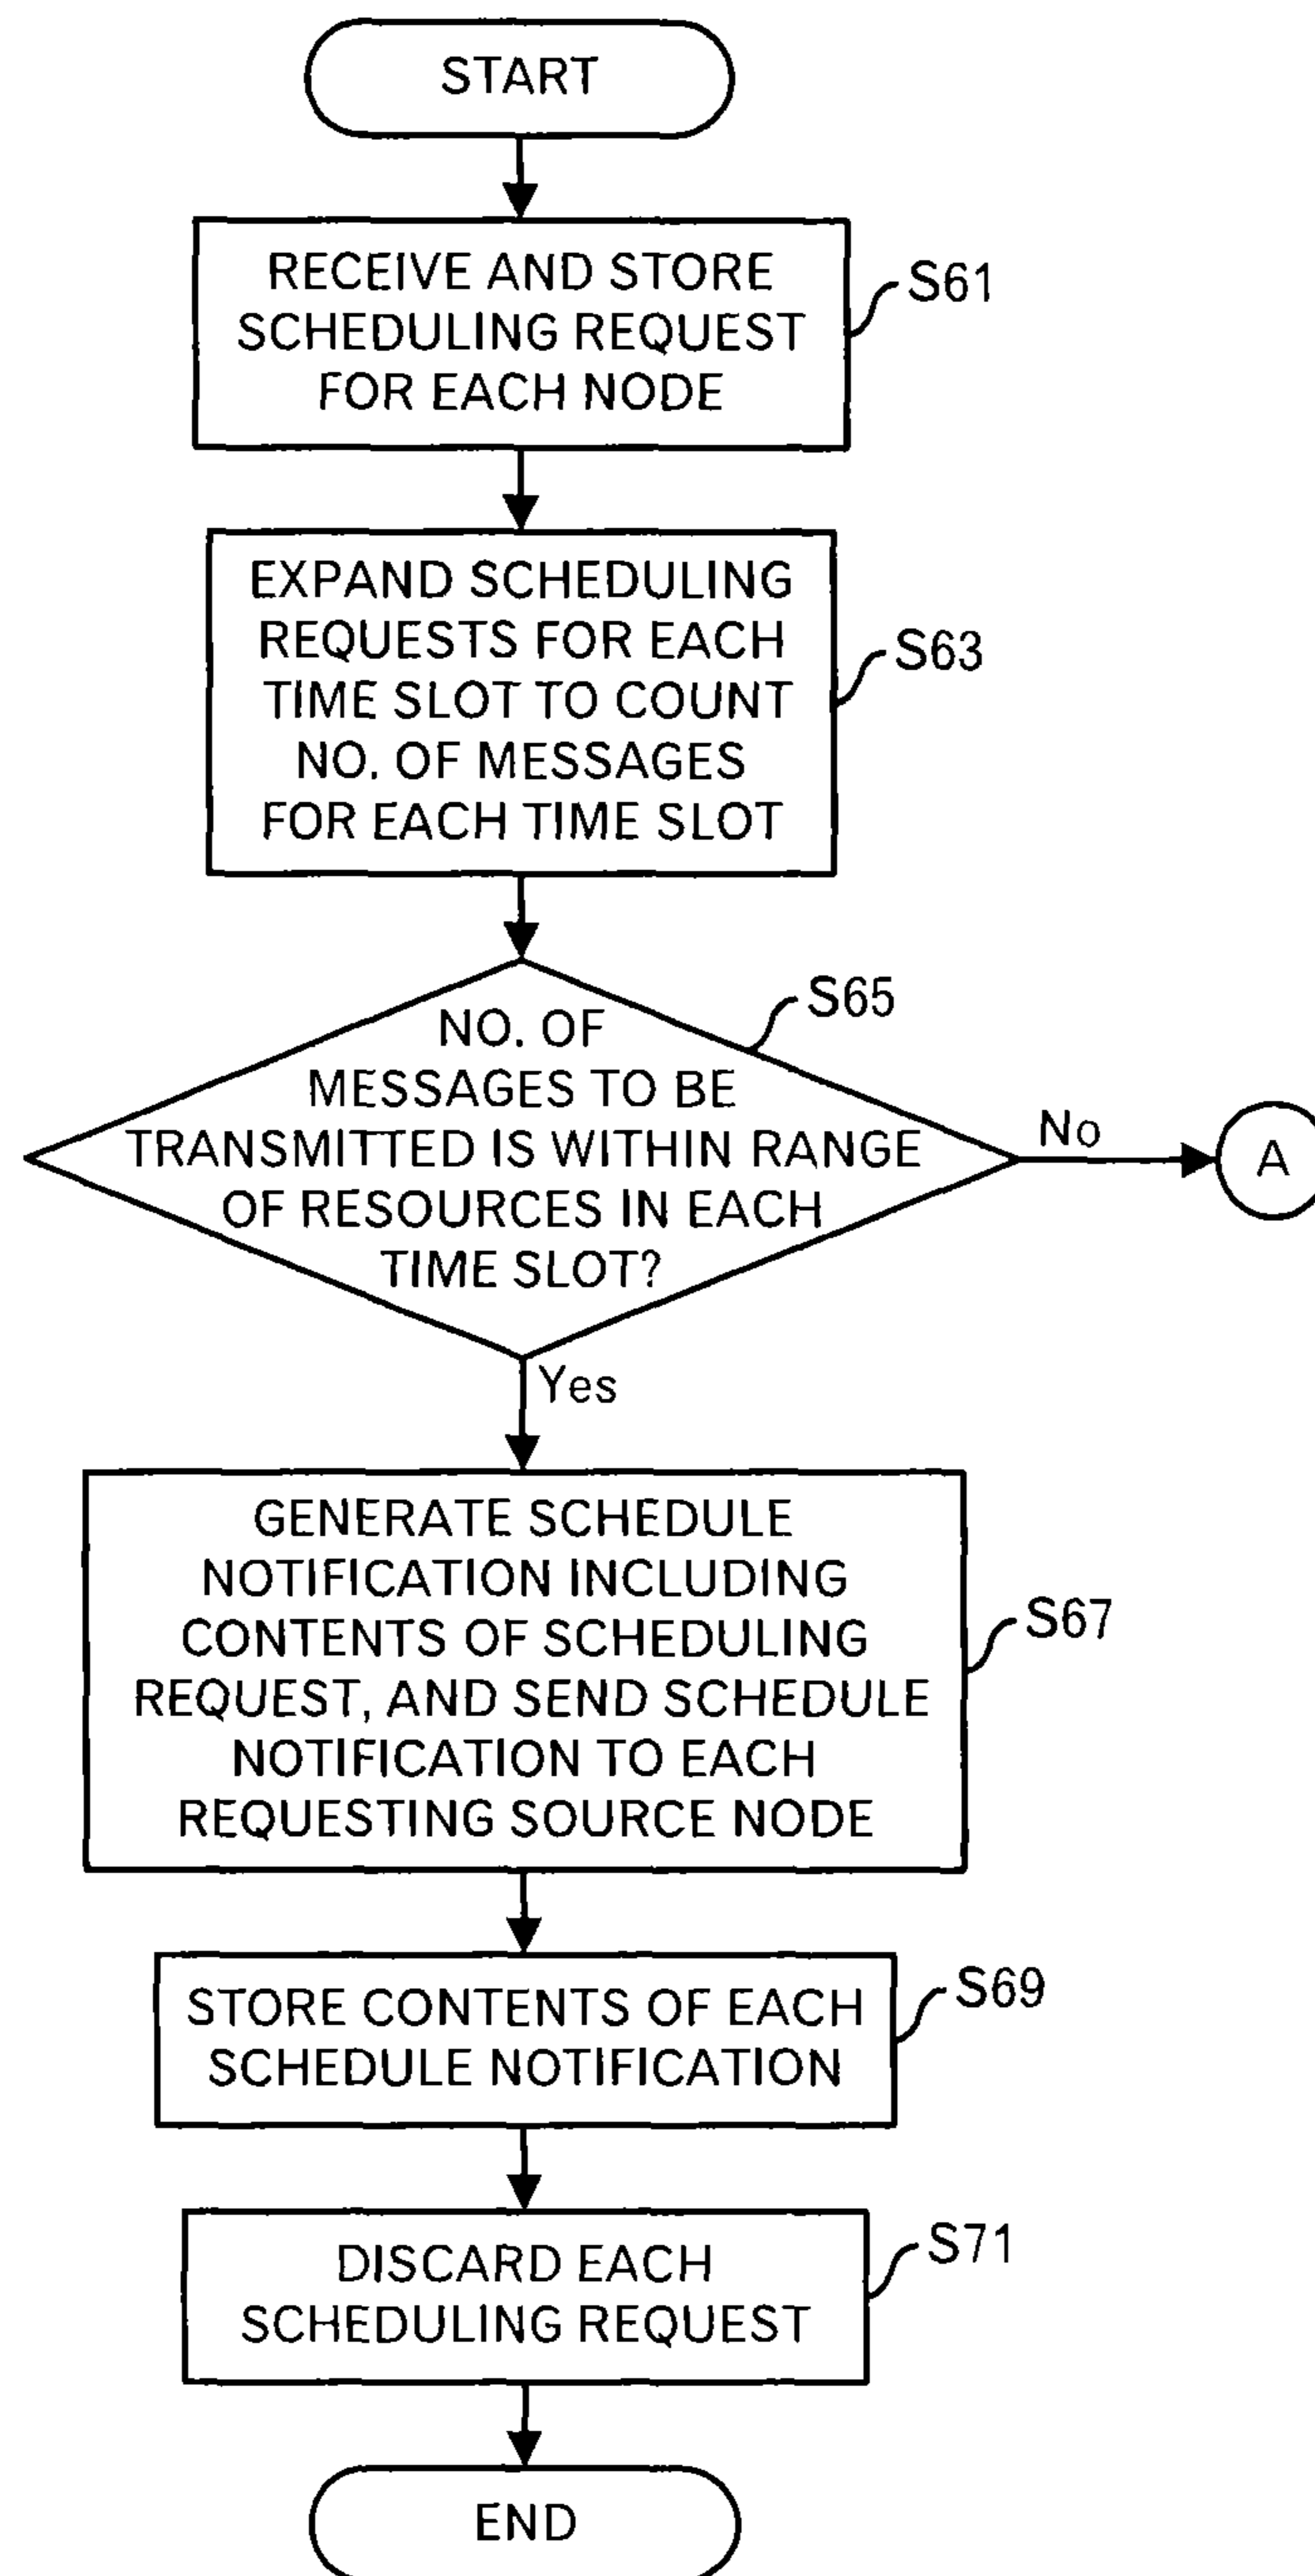 START
RECEIVE AND STORE
SCHEDULING REQUEST
FOR EACH NODE
S61
EXPAND SCHEDULING
REQUESTS FOR EACH
TIME SLOT TO COUNT
NO. OF MESSAGES
FOR EACH TIME SLOT
S63
NO. OF
MESSAGES TO BE
TRANSMITTED IS WITHIN RANGE
OF RESOURCES IN EACH
TIME SLOT?
S65
No
A
Yes
GENERATE SCHEDULE
NOTIFICATION INCLUDING
CONTENTS OF SCHEDULING
REQUEST, AND SEND SCHEDULE
NOTIFICATION TO EACH
REQUESTING SOURCE NODE
S67
STORE CONTENTS OF EACH
SCHEDULE NOTIFICATION
S69
DISCARD EACH
SCHEDULING REQUEST
S71
END